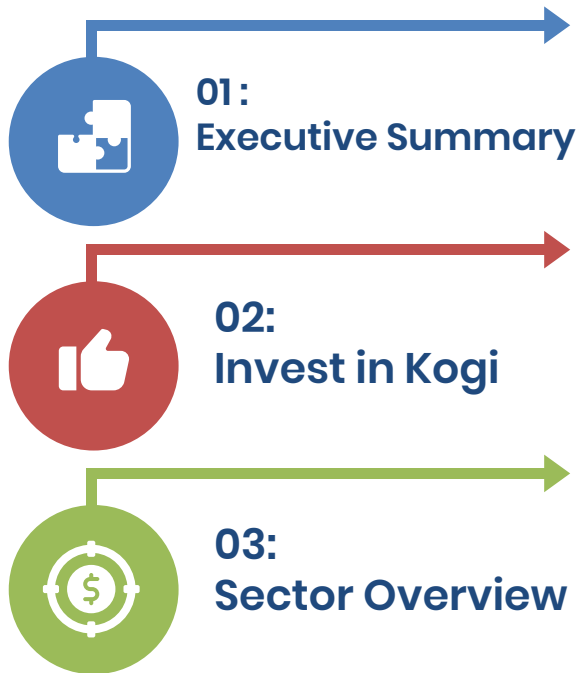 01 :
Executive Summary
02:
Invest in Kogi
$
03:
Sector Overview